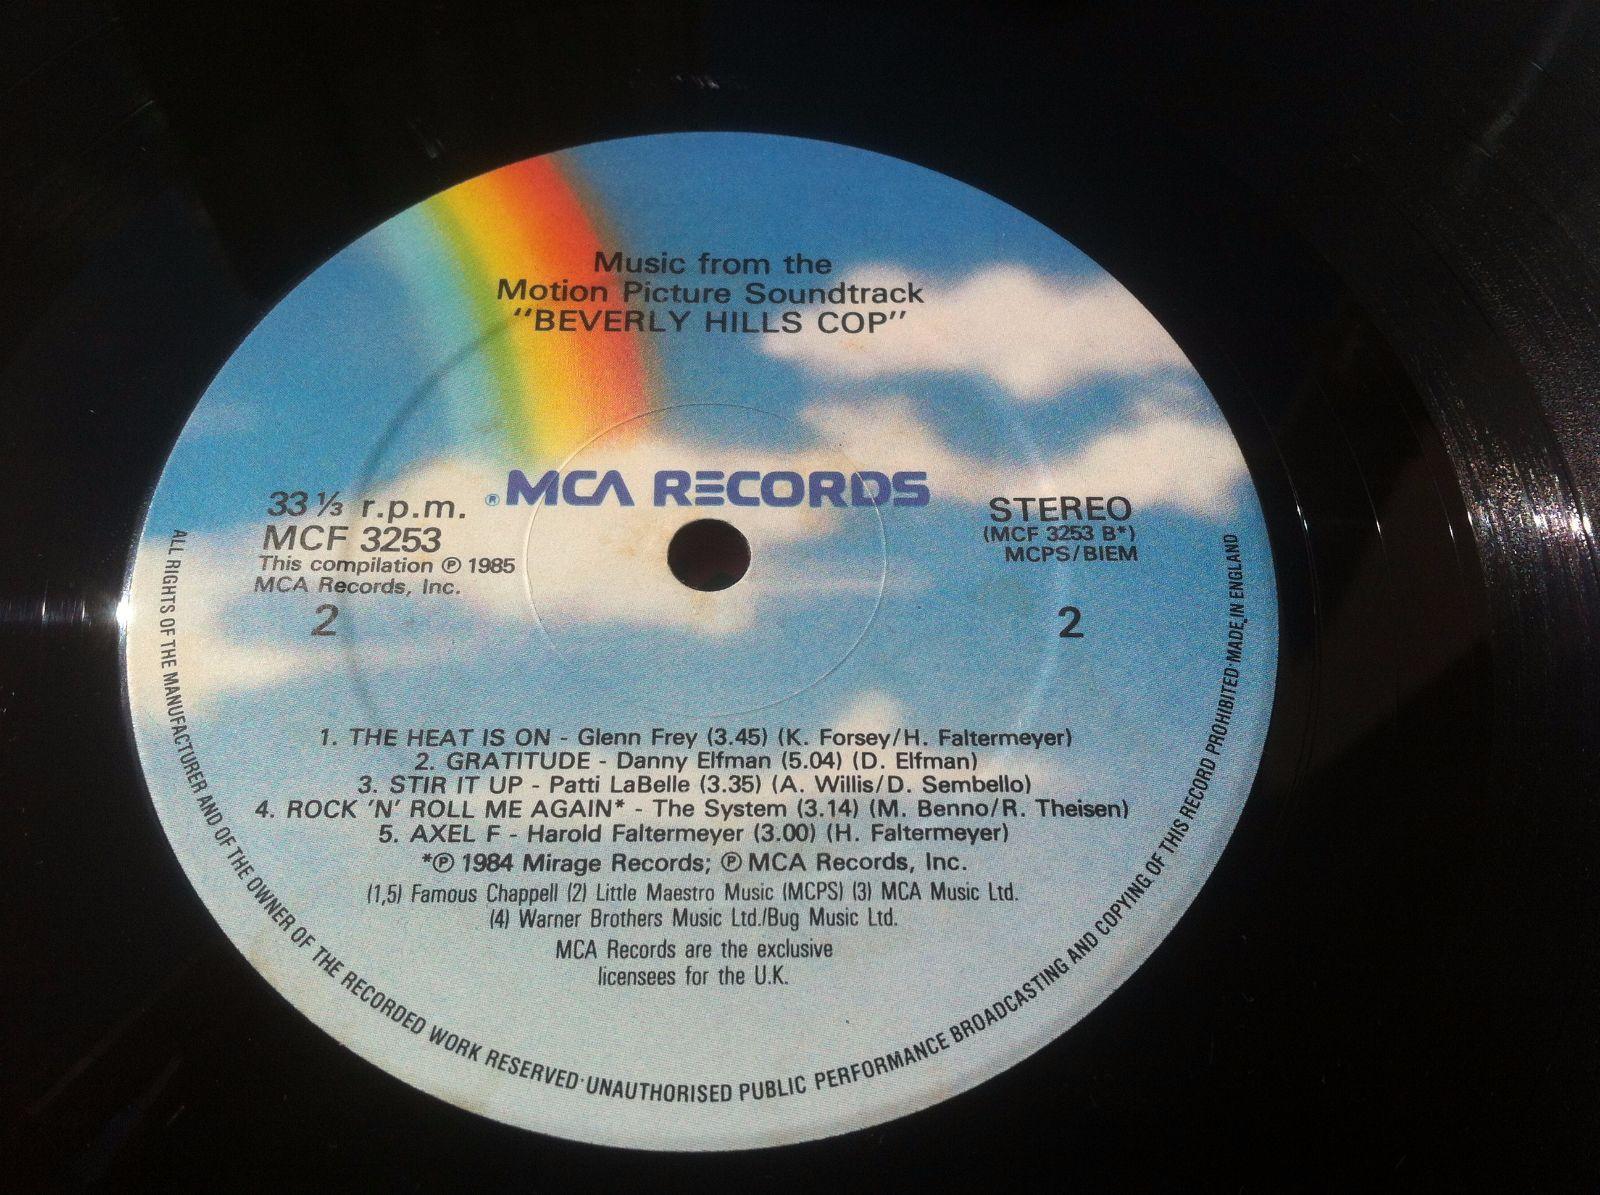 Music from the
Motion Picture Soundtrack
"BEVERLY HILLS COP"
® MCA RECORDS
33 ⅓ r.p.m.
MCF 3253
This compilation ℗ 1985
MCA Records, Inc.
2
STEREO
(MCF 3253 B*)
MCPS/BIEM
2
1. THE HEAT IS ON - Glenn Frey (3.45) (K. Forsey/H. Faltermeyer)
2. GRATITUDE - Danny Elfman (5.04) (D. Elfman)
3. STIR IT UP - Patti LaBelle (3.35) (A. Willis/D. Sembello)
4. ROCK 'N' ROLL ME AGAIN* - The System (3.14) (M. Benno/R. Theisen)
5. AXEL F - Harold Faltermeyer (3.00) (H. Faltermeyer)
*℗ 1984 Mirage Records; ℗ MCA Records, Inc.
(1,5) Famous Chappell (2) Little Maestro Music (MCPS) (3) MCA Music Ltd.
(4) Warner Brothers Music Ltd./Bug Music Ltd.
MCA Records are the exclusive
licensees for the U.K.
ALL RIGHTS OF THE MANUFACTURER AND OF THE OWNER OF THE RECORDED WORK RESERVED·UNAUTHORISED PUBLIC PERFORMANCE BROADCASTING AND COPYING OF THIS RECORD PROHIBITED·MADE IN ENGLAND